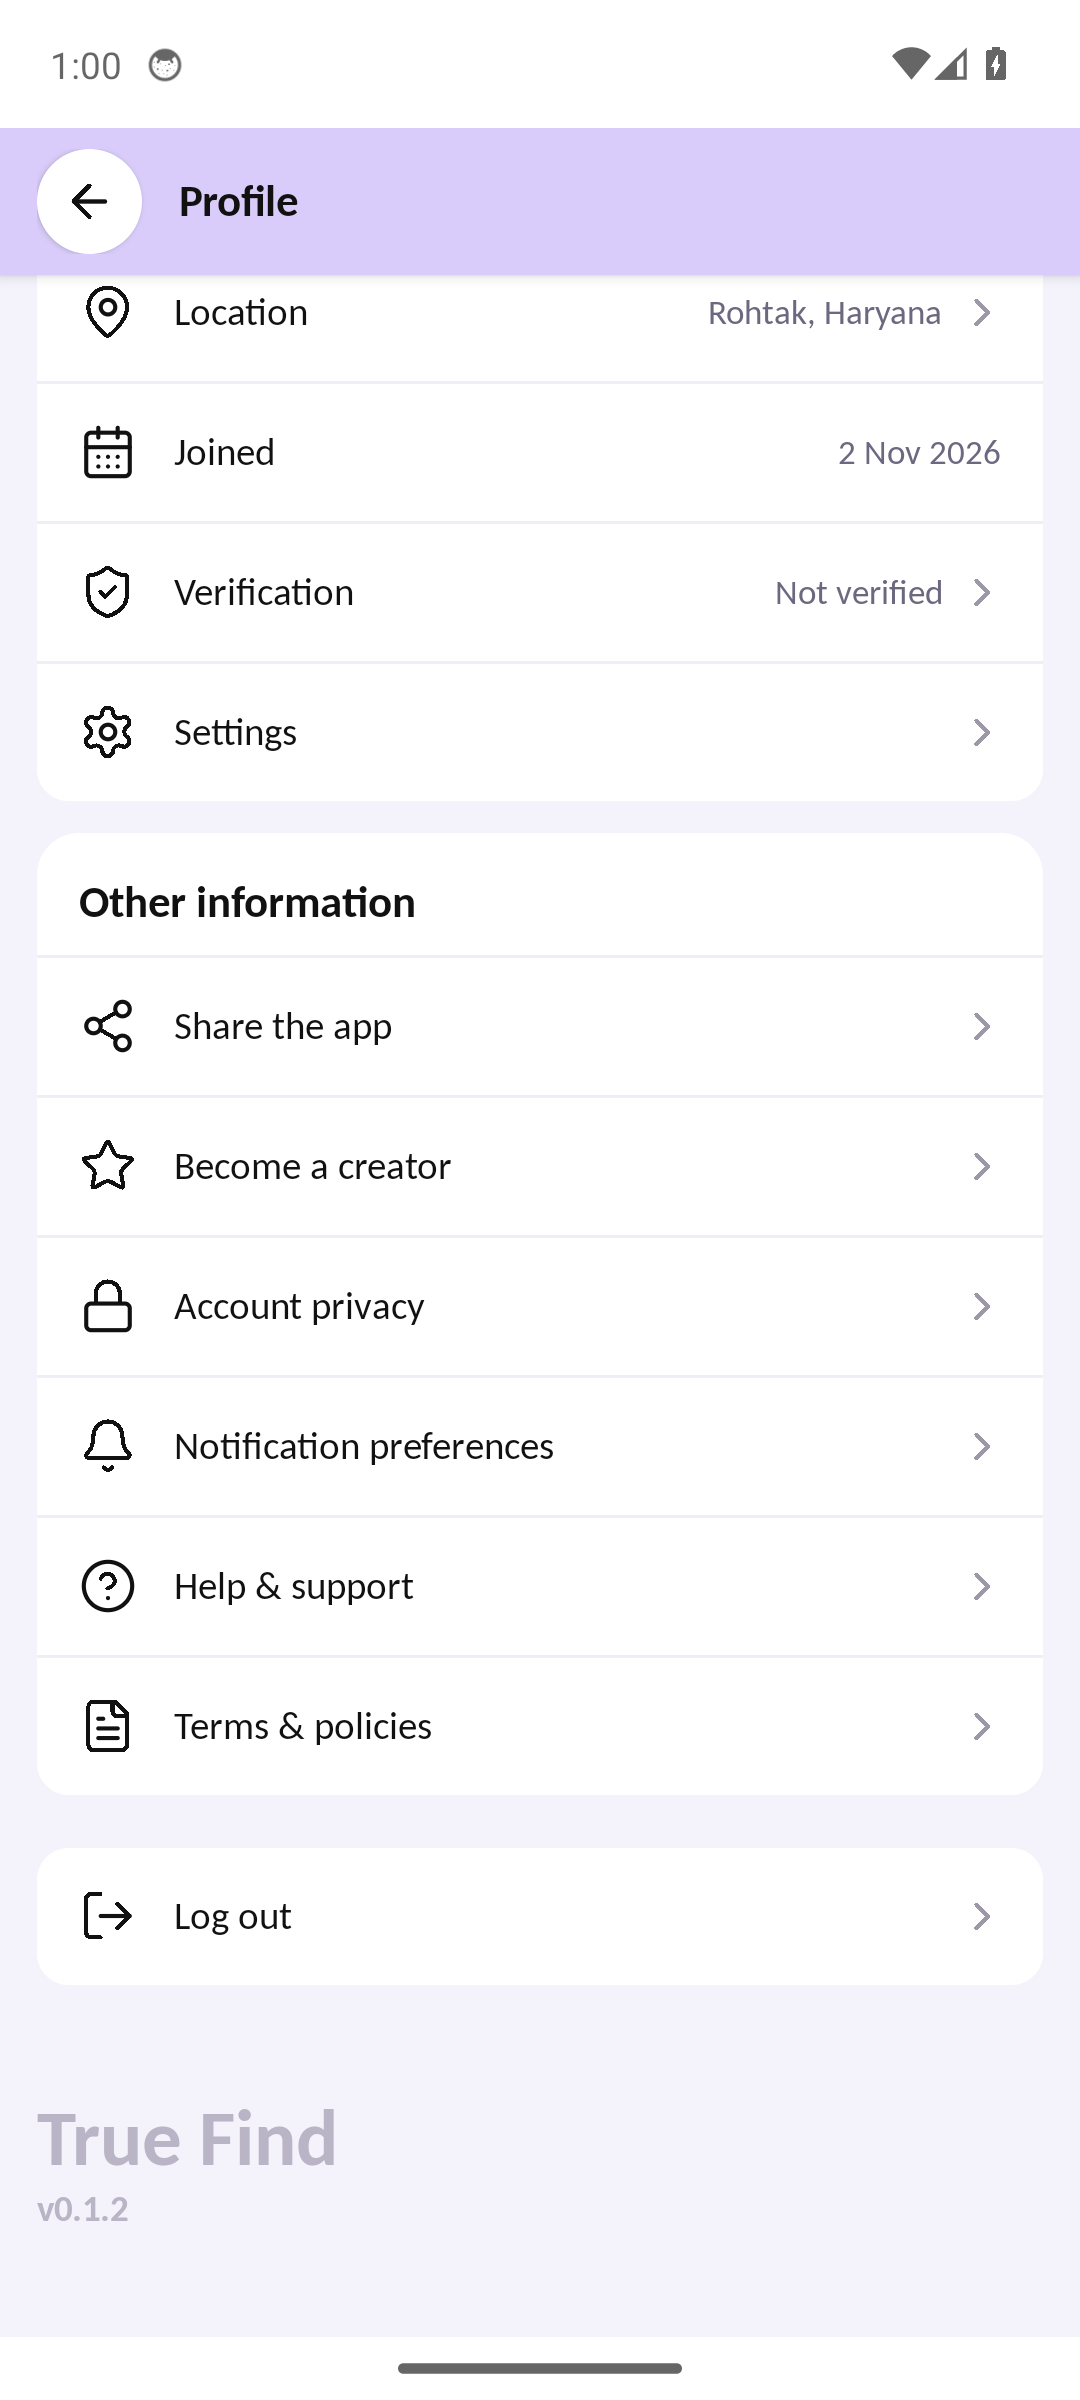 1:00
Profile
Location Rohtak, Haryana
Joined 2 Nov 2026
Verification Not verified
Settings
Other information
Share the app
Become a creator
Account privacy
Notification preferences
Help & support
Terms & policies
Log out
True Find
v0.1.2